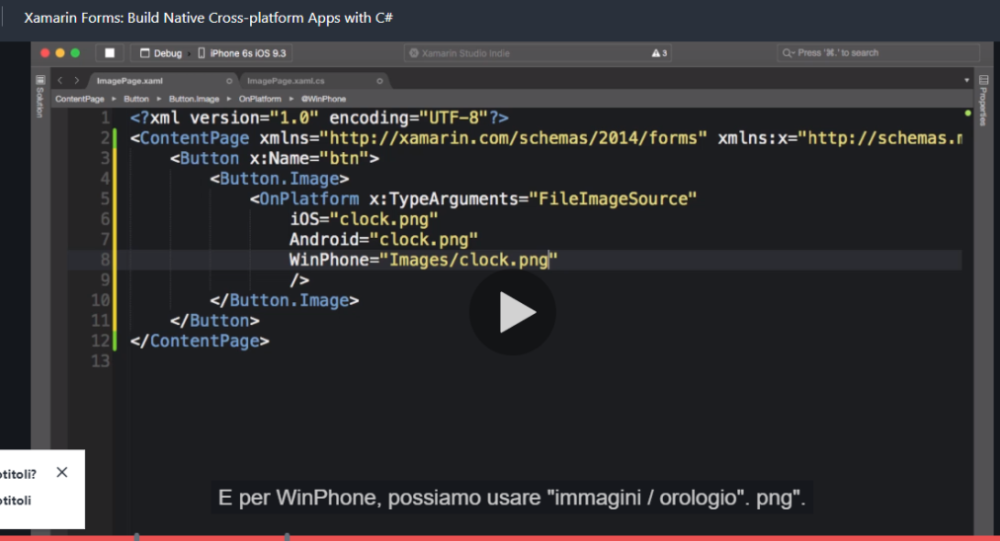 Xamarin Forms: Build Native Cross-platform Apps with C#
Debug iPhone 6s iOS 9.3
Xamarin Studio Indie
3
Press '⌘.' to search
Solution
ImagePage.xaml
ImagePage.xaml.cs
Properties
ContentPage ▸ Button ▸ Button.Image ▸ OnPlatform ▸ @WinPhone
1 <?xml version="1.0" encoding="UTF-8"?>
2 <ContentPage xmlns="http://xamarin.com/schemas/2014/forms" xmlns:x="http://schemas.m
3 <Button x:Name="btn">
4 <Button.Image>
5 <OnPlatform x:TypeArguments="FileImageSource"
6 iOS="clock.png"
7 Android="clock.png"
8 WinPhone="Images/clock.png"
9 />
10 </Button.Image>
11 </Button>
12 </ContentPage>
13
otitoli?
otitoli
E per WinPhone, possiamo usare "immagini / orologio". png".